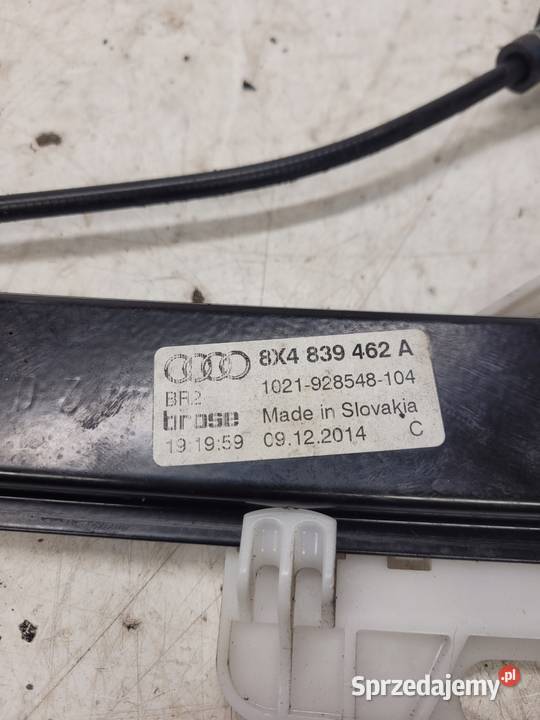 8X4 839 462 A
BR2
1021-928548-104
brose
Made in Slovakia
19:19:59
09.12.2014
C
Sprzedajemy.pl